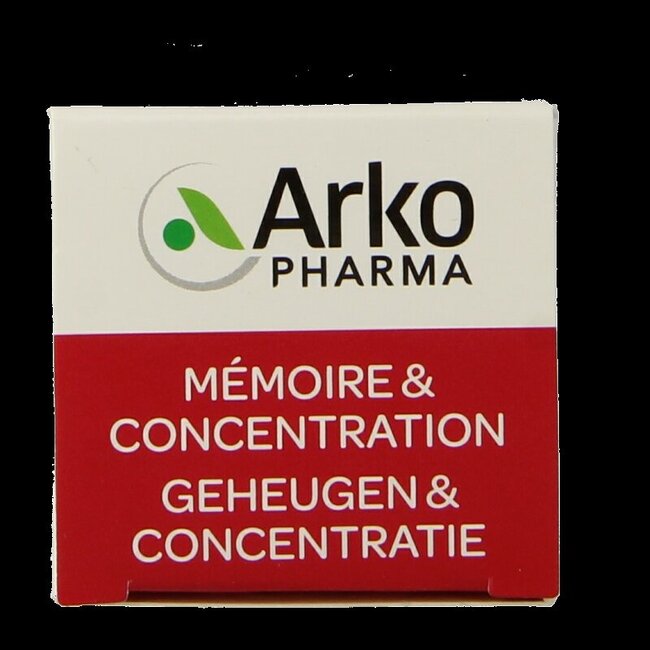 Arko
PHARMA
MÉMOIRE &
CONCENTRATION
GEHEUGEN &
CONCENTRATIE